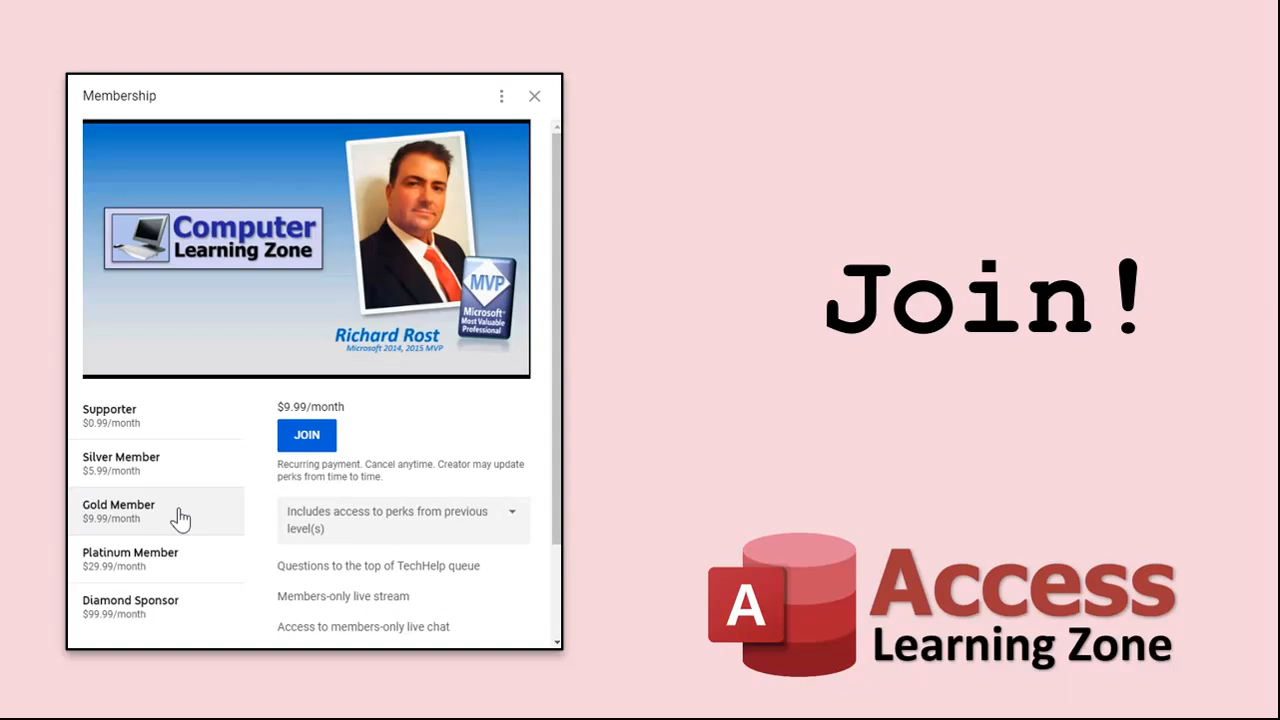 Membership
Computer
Learning Zone
MVP
Microsoft®
Most Valuable
Professional
Richard Rost
Microsoft 2014, 2015 MVP
Supporter
$0.99/month
Silver Member
$5.99/month
Gold Member
$9.99/month
Platinum Member
$29.99/month
Diamond Sponsor
$99.99/month
$9.99/month
JOIN
Recurring payment. Cancel anytime. Creator may update
perks from time to time.
Includes access to perks from previous
level(s)
Questions to the top of TechHelp queue
Members-only live stream
Access to members-only live chat
Join!
A
Access
Learning Zone